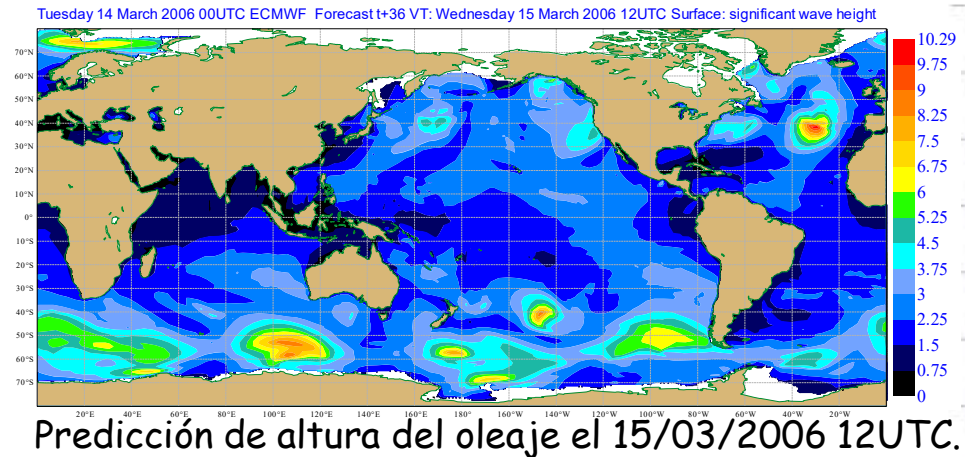 Tuesday 14 March 2006 00UTC ECMWF  Forecast t+36 VT: Wednesday 15 March 2006 12UTC Surface: significant wave height
70°N
60°N
50°N
40°N
30°N
20°N
10°N
0°
10°S
20°S
30°S
40°S
50°S
60°S
70°S
20°E 40°E 60°E 80°E 100°E 120°E 140°E 160°E 180° 160°W 140°W 120°W 100°W 80°W 60°W 40°W 20°W
10.29
9.75
9
8.25
7.5
6.75
6
5.25
4.5
3.75
3
2.25
1.5
0.75
0
Predicción de altura del oleaje el 15/03/2006 12UTC.